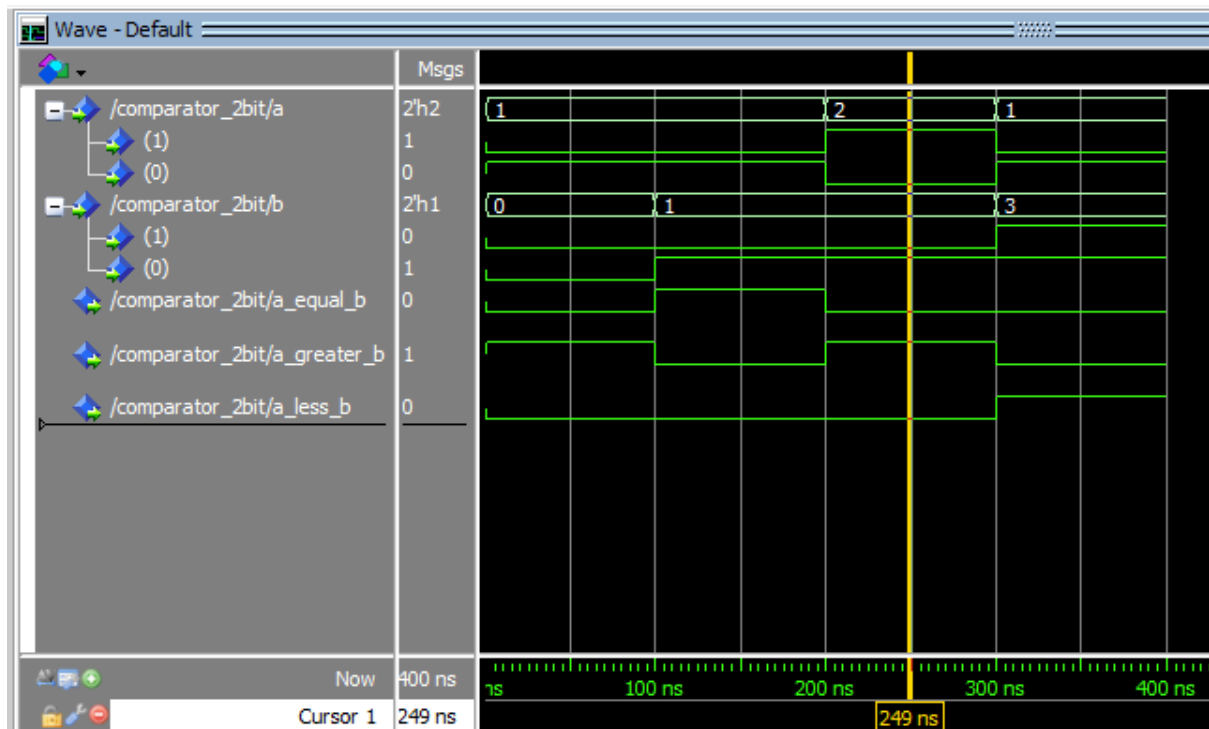 Wave - Default
Msgs
/comparator_2bit/a 2'h2 1 2 1
(1) 1
(0) 0
/comparator_2bit/b 2'h1 0 1 3
(1) 0
(0) 1
/comparator_2bit/a_equal_b 0
/comparator_2bit/a_greater_b 1
/comparator_2bit/a_less_b 0
Now 400 ns ns 100 ns 200 ns 300 ns 400 ns
Cursor 1 249 ns 249 ns